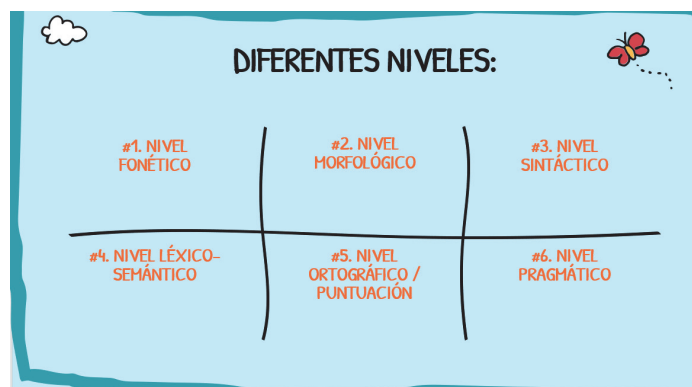 DIFERENTES NIVELES:
#1. NIVEL
FONÉTICO
#2. NIVEL
MORFOLÓGICO
#3. NIVEL
SINTÁCTICO
#4. NIVEL LÉXICO-
SEMÁNTICO
#5. NIVEL
ORTOGRÁFICO /
PUNTUACIÓN
#6. NIVEL
PRAGMÁTICO